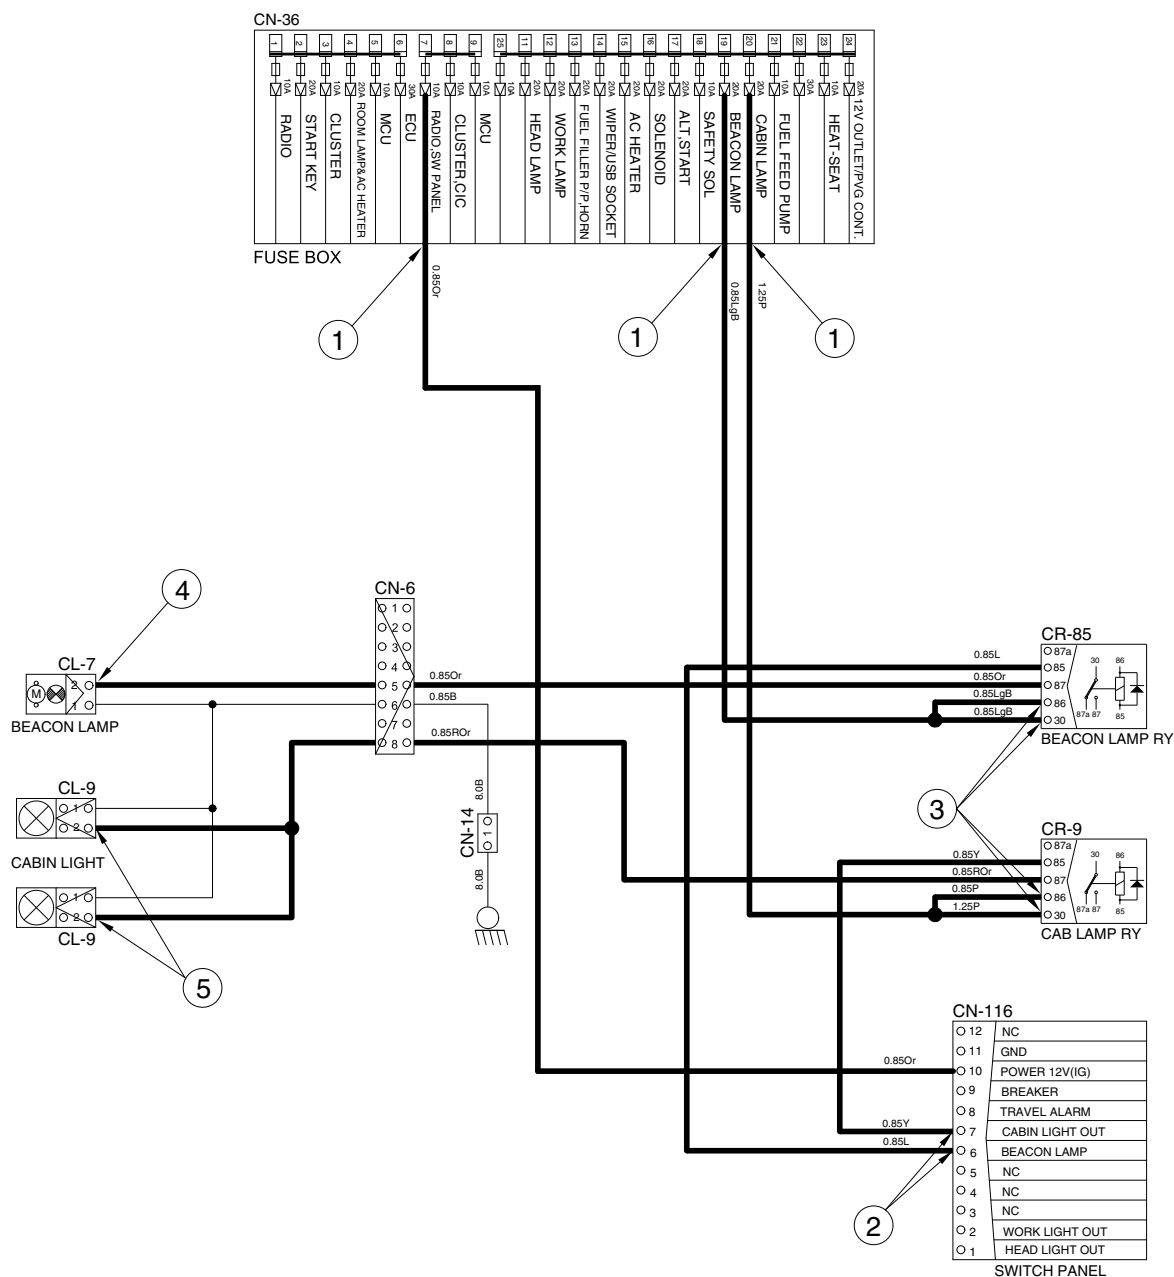 CN-36
1 2 3 4 5 6 7 8 9 25 11 12 13 14 15 16 17 18 19 20 21 22 23 24
10A 20A 10A 20A 10A 30A 10A 10A 10A 10A 20A 20A 20A 20A 20A 20A 20A 10A 20A 20A 10A 30A 10A 20A
RADIO
START KEY
CLUSTER
ROOM LAMP&AC HEATER
MCU
ECU
RADIO,SW PANEL
CLUSTER,CIC
MCU
HEAD LAMP
WORK LAMP
FUEL FILLER P/P,HORN
WIPER/USB SOCKET
AC HEATER
SOLENOID
ALT,START
SAFETY SOL
BEACON LAMP
CABIN LAMP
FUEL FEED PUMP
HEAT-SEAT
12V OUTLET/PVG CONT.
FUSE BOX
0.85Or
0.85LgB
1.25P
1
1
1
4
CN-6
1
2
3
4
5
6
7
8
0.85Or
0.85B
0.85ROr
CL-7
M
2
1
BEACON LAMP
CL-9
1
2
CABIN LIGHT
1
2
CL-9
5
8.0B
CN-14
1
8.0B
CR-85
87a
85
87
86
30
0.85L
0.85Or
0.85LgB
0.85LgB
30 86
87a 87 85
BEACON LAMP RY
3
CR-9
87a
85
87
86
30
0.85Y
0.85ROr
0.85P
1.25P
30 86
87a 87 85
CAB LAMP RY
CN-116
12 NC
11 GND
0.85Or
10 POWER 12V(IG)
9 BREAKER
8 TRAVEL ALARM
0.85Y
7 CABIN LIGHT OUT
0.85L
6 BEACON LAMP
5 NC
4 NC
3 NC
2 WORK LIGHT OUT
1 HEAD LIGHT OUT
SWITCH PANEL
2